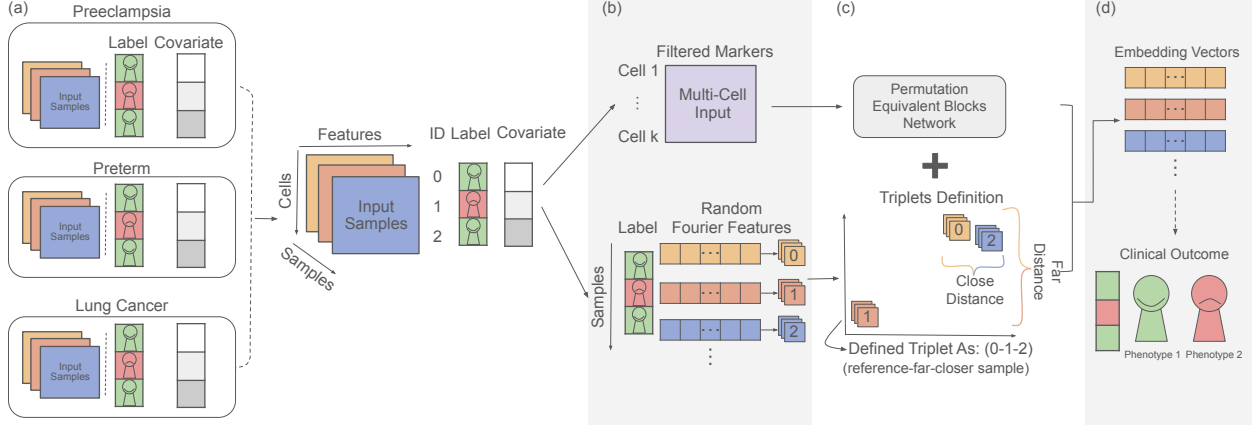 (a)
Preeclampsia
Label Covariate
Input
Samples
Preterm
Input
Samples
Lung Cancer
Input
Samples
Features
ID Label Covariate
Cells
Samples
Input
Samples
0
1
2
(b)
Filtered Markers
Cell 1
⋮
Cell k
Multi-Cell
Input
Label
Random
Fourier Features
Samples
...
0
...
1
...
2
⋮
(c)
Permutation
Equivalent Blocks
Network
+
Triplets Definition
0
2
Close
Distance
Far
Distance
1
Defined Triplet As: (0-1-2)
(reference-far-closer sample)
(d)
Embedding Vectors
...
...
...
⋮
Clinical Outcome
Phenotype 1
Phenotype 2